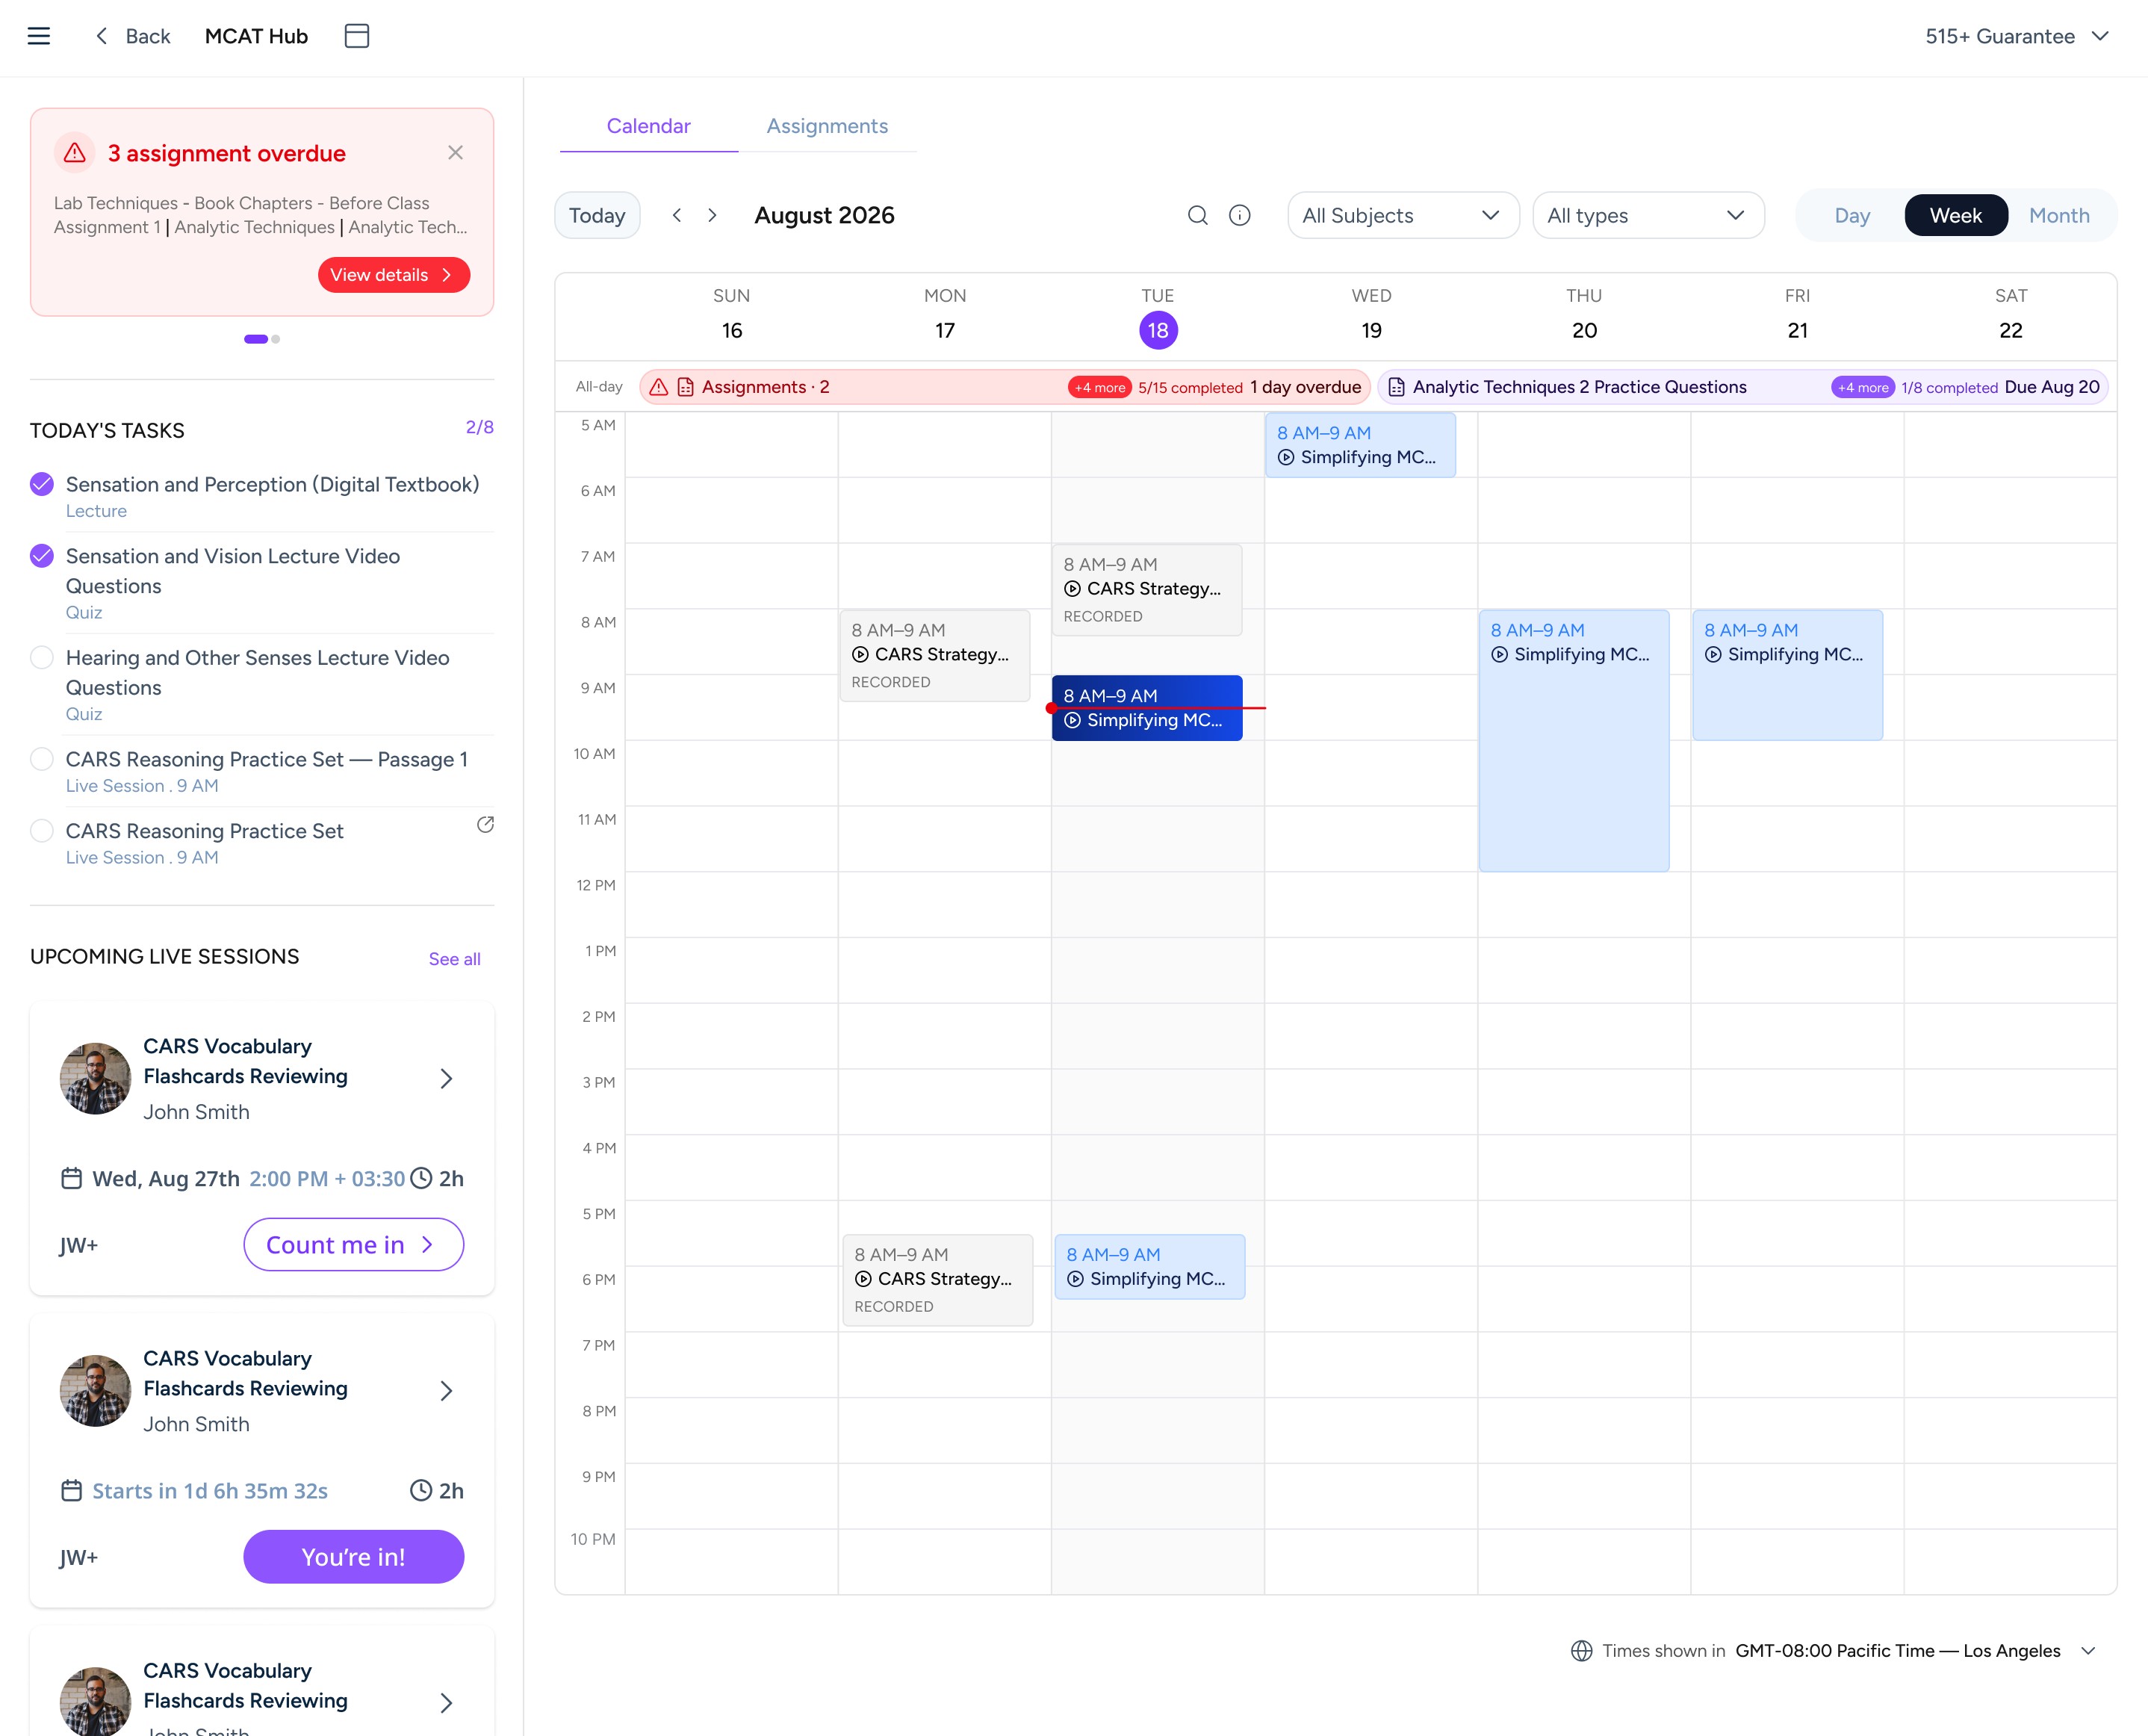 Back
MCAT Hub
515+ Guarantee
3 assignment overdue
Lab Techniques - Book Chapters - Before Class
Assignment 1 | Analytic Techniques | Analytic Tech...
View details
TODAY'S TASKS
2/8
Sensation and Perception (Digital Textbook)
Lecture
Sensation and Vision Lecture Video
Questions
Quiz
Hearing and Other Senses Lecture Video
Questions
Quiz
CARS Reasoning Practice Set — Passage 1
Live Session . 9 AM
CARS Reasoning Practice Set
Live Session . 9 AM
UPCOMING LIVE SESSIONS
See all
CARS Vocabulary
Flashcards Reviewing
John Smith
Wed, Aug 27th 2:00 PM + 03:30 2h
JW+
Count me in
CARS Vocabulary
Flashcards Reviewing
John Smith
Starts in 1d 6h 35m 32s 2h
JW+
You're in!
CARS Vocabulary
Flashcards Reviewing
John Smith
Calendar
Assignments
Today
August 2026
All Subjects
All types
Day
Week
Month
SUN
16
MON
17
TUE
18
WED
19
THU
20
FRI
21
SAT
22
All-day
Assignments · 2
+4 more
5/15 completed
1 day overdue
Analytic Techniques 2 Practice Questions
+4 more
1/8 completed
Due Aug 20
5 AM
6 AM
7 AM
8 AM
9 AM
10 AM
11 AM
12 PM
1 PM
2 PM
3 PM
4 PM
5 PM
6 PM
7 PM
8 PM
9 PM
10 PM
8 AM–9 AM
CARS Strategy...
RECORDED
8 AM–9 AM
CARS Strategy...
RECORDED
8 AM–9 AM
CARS Strategy...
RECORDED
8 AM–9 AM
Simplifying MC...
8 AM–9 AM
Simplifying MC...
8 AM–9 AM
Simplifying MC...
8 AM–9 AM
Simplifying MC...
8 AM–9 AM
Simplifying MC...
Times shown in GMT-08:00 Pacific Time — Los Angeles